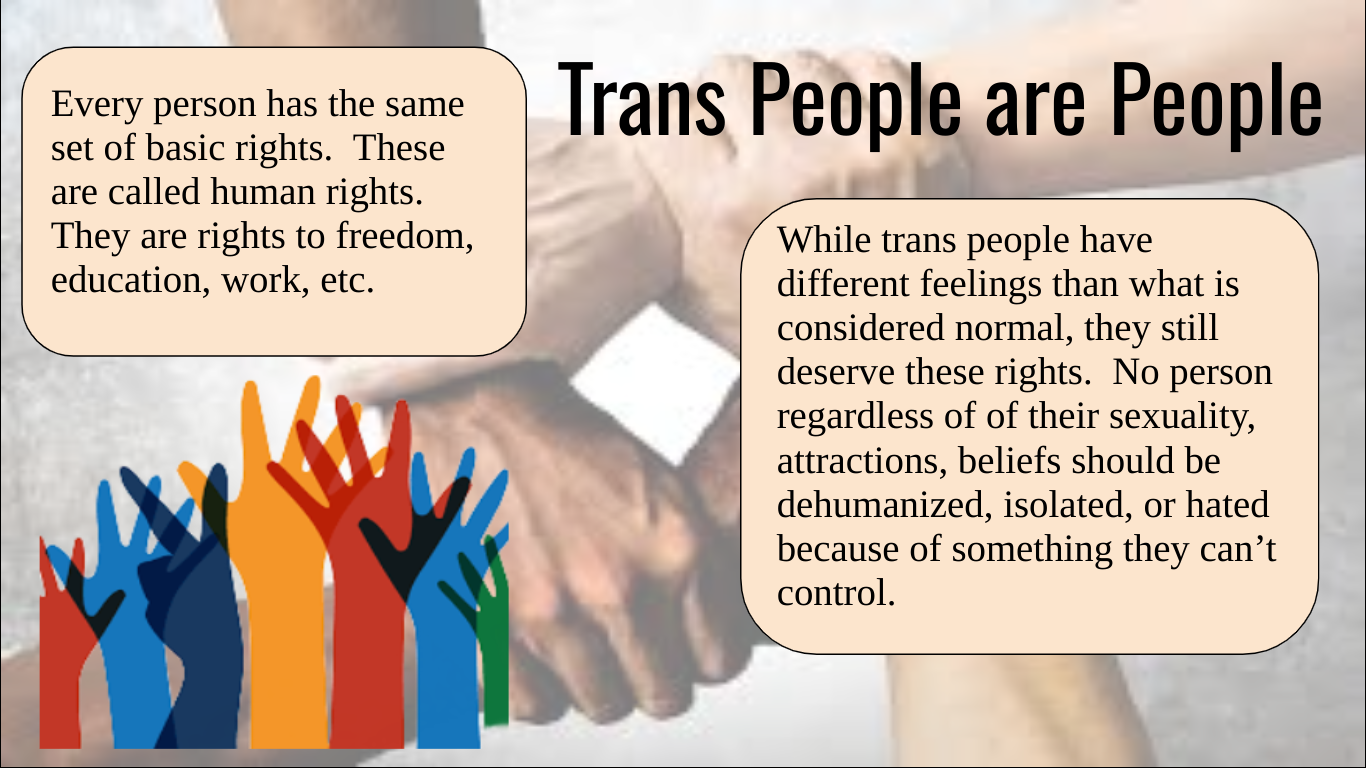 Trans People are People
Every person has the same
set of basic rights.  These
are called human rights.
They are rights to freedom,
education, work, etc.
While trans people have
different feelings than what is
considered normal, they still
deserve these rights.  No person
regardless of of their sexuality,
attractions, beliefs should be
dehumanized, isolated, or hated
because of something they can’t
control.